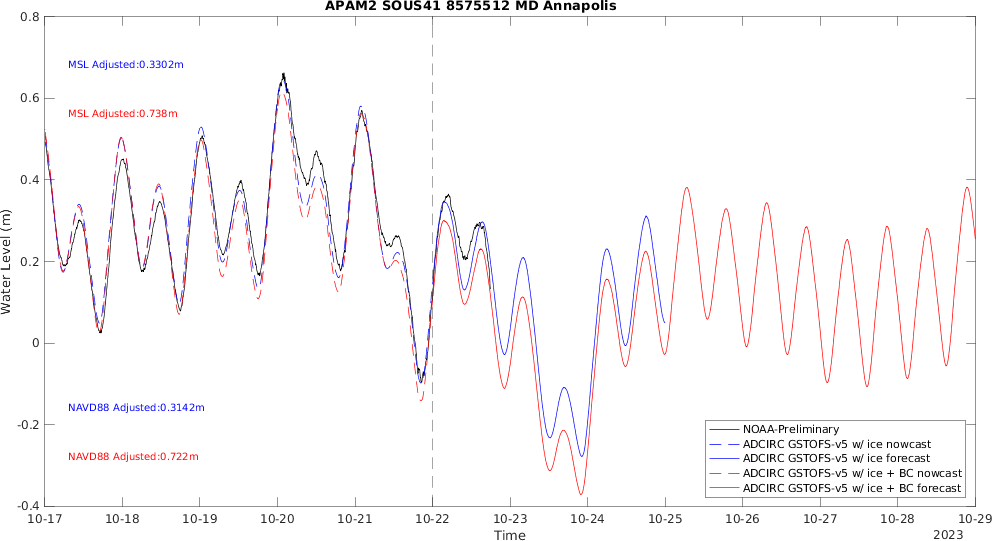 APAM2 SOUS41 8575512 MD Annapolis
0.8
0.6
0.4
0.2
0
-0.2
-0.4
Water Level (m)
MSL Adjusted:0.3302m
MSL Adjusted:0.738m
NAVD88 Adjusted:0.3142m
NAVD88 Adjusted:0.722m
NOAA-Preliminary
ADCIRC GSTOFS-v5 w/ ice nowcast
ADCIRC GSTOFS-v5 w/ ice forecast
ADCIRC GSTOFS-v5 w/ ice + BC nowcast
ADCIRC GSTOFS-v5 w/ ice + BC forecast
10-17 10-18 10-19 10-20 10-21 10-22 10-23 10-24 10-25 10-26 10-27 10-28 10-29
Time
2023